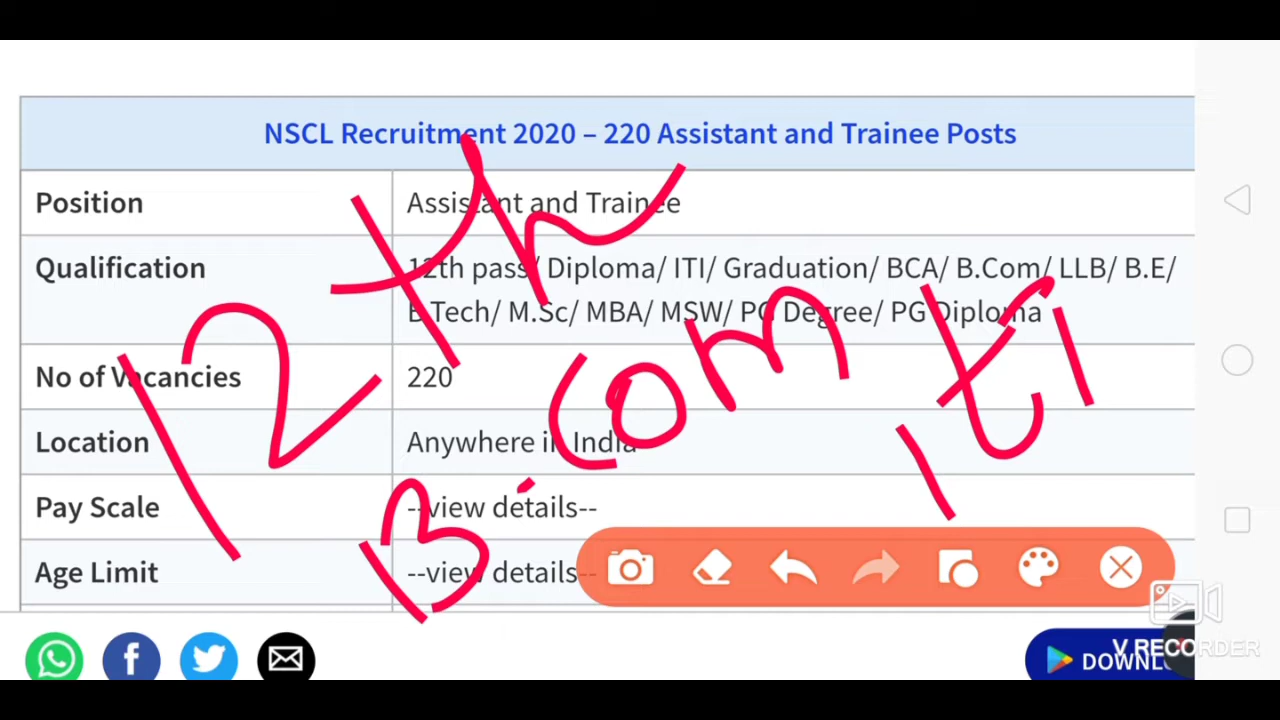 NSCL Recruitment 2020 – 220 Assistant and Trainee Posts
Position Assistant and Trainee
Qualification 12th pass/ Diploma/ ITI/ Graduation/ BCA/ B.Com/ LLB/ B.E/
B.Tech/ M.Sc/ MBA/ MSW/ PG Degree/ PG Diploma
No of Vacancies 220
Location Anywhere in India
Pay Scale --view details--
Age Limit --view details--
12th
B.com
iti
V.RECORDER